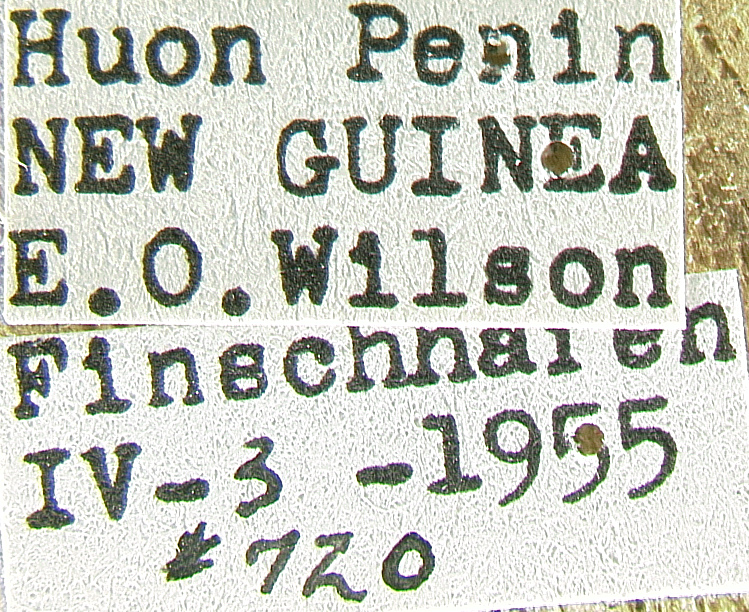 Huon Penin
NEW GUINEA
E.O.Wilson
Finschhafen
IV-3 -1955
#720